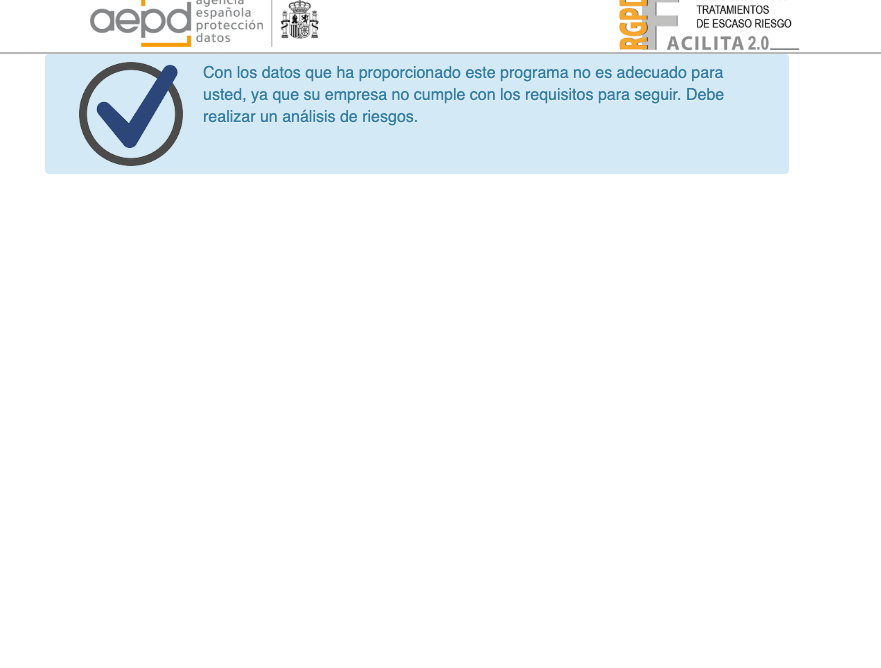 agencia
española
protección
datos
aepd
RGPD
TRATAMIENTOS
DE ESCASO RIESGO
FACILITA 2.0
Con los datos que ha proporcionado este programa no es adecuado para
usted, ya que su empresa no cumple con los requisitos para seguir. Debe
realizar un análisis de riesgos.